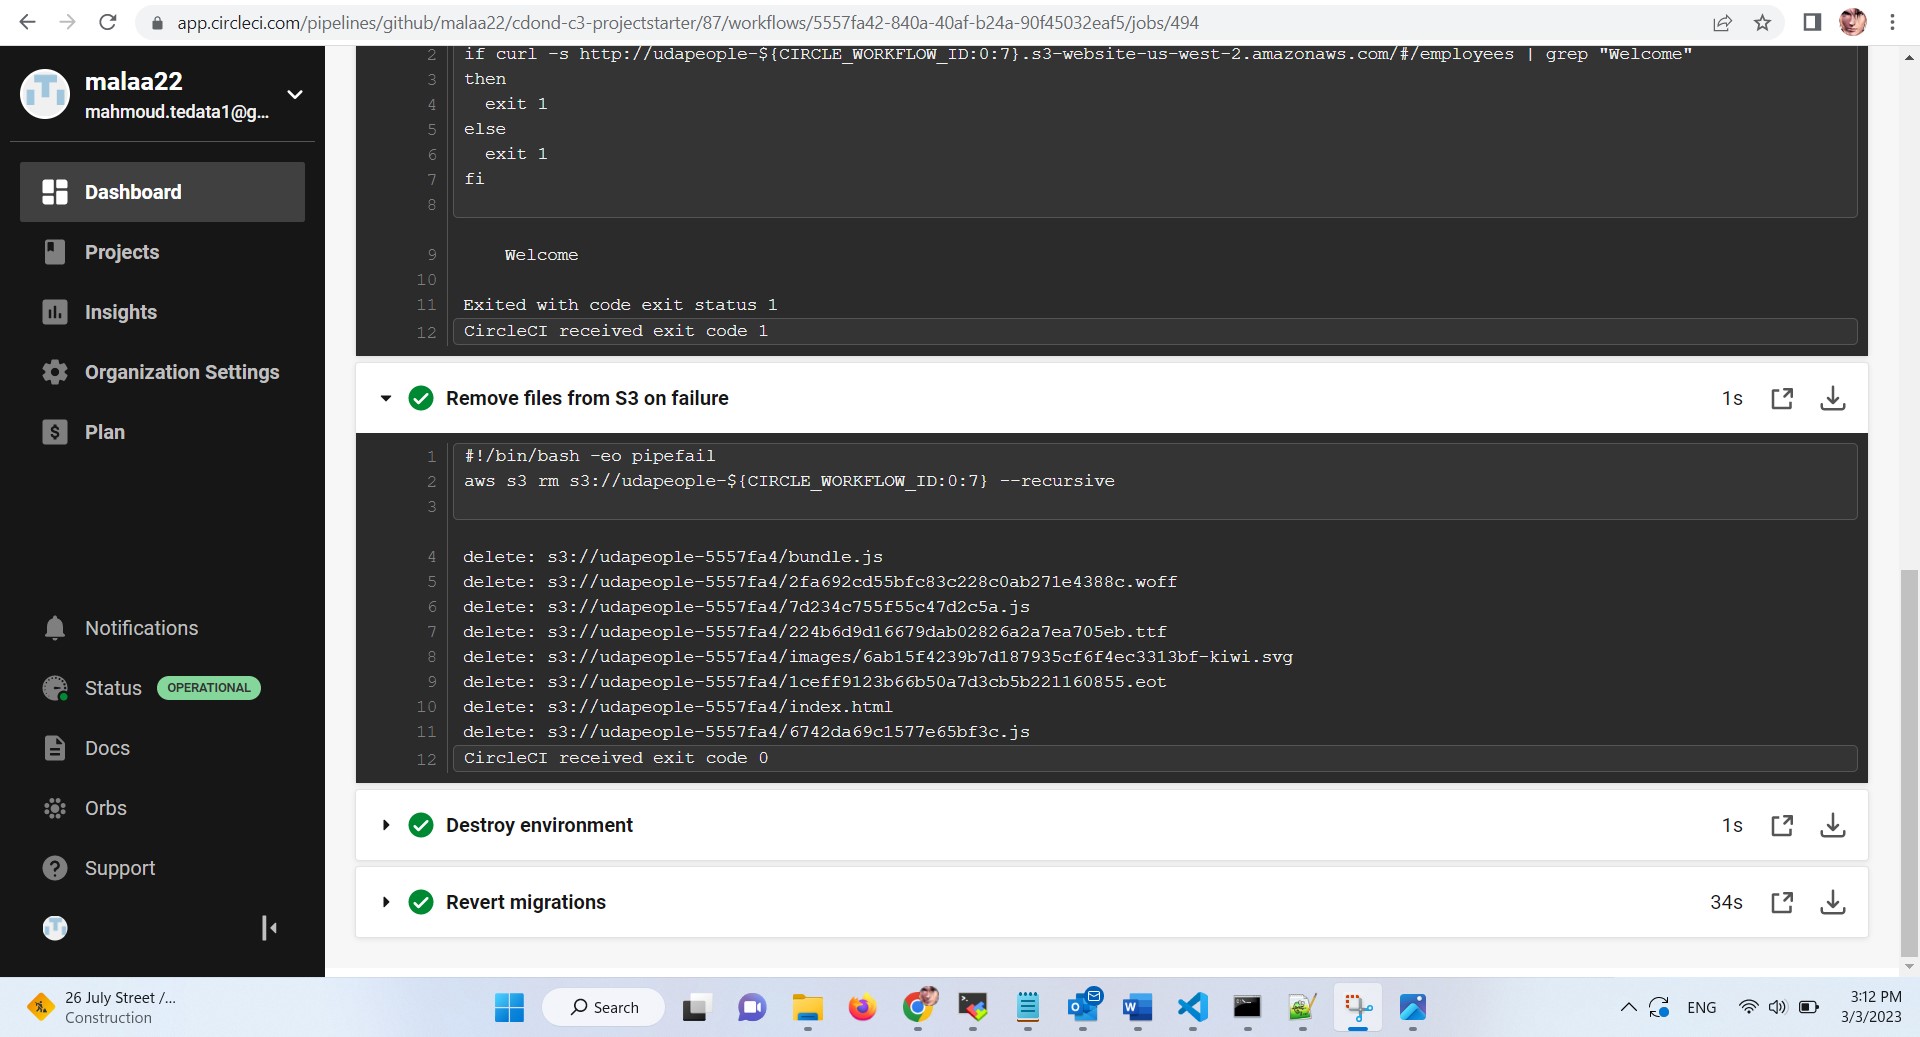 app.circleci.com/pipelines/github/malaa22/cdond-c3-projectstarter/87/workflows/5557fa42-840a-40af-b24a-90f45032eaf5/jobs/494
malaa22
mahmoud.tedata1@g...
Dashboard
Projects
Insights
Organization Settings
Plan
Notifications
Status OPERATIONAL
Docs
Orbs
Support
2 if curl -s http://udapeople-${CIRCLE_WORKFLOW_ID:0:7}.s3-website-us-west-2.amazonaws.com/#/employees | grep "Welcome"
3 then
4 exit 1
5 else
6 exit 1
7 fi
8
9 Welcome
10
11 Exited with code exit status 1
12 CircleCI received exit code 1
Remove files from S3 on failure 1s
1 #!/bin/bash -eo pipefail
2 aws s3 rm s3://udapeople-${CIRCLE_WORKFLOW_ID:0:7} --recursive
3
4 delete: s3://udapeople-5557fa4/bundle.js
5 delete: s3://udapeople-5557fa4/2fa692cd55bfc83c228c0ab271e4388c.woff
6 delete: s3://udapeople-5557fa4/7d234c755f55c47d2c5a.js
7 delete: s3://udapeople-5557fa4/224b6d9d16679dab02826a2a7ea705eb.ttf
8 delete: s3://udapeople-5557fa4/images/6ab15f4239b7d187935cf6f4ec3313bf-kiwi.svg
9 delete: s3://udapeople-5557fa4/1ceff9123b66b50a7d3cb5b221160855.eot
10 delete: s3://udapeople-5557fa4/index.html
11 delete: s3://udapeople-5557fa4/6742da69c1577e65bf3c.js
12 CircleCI received exit code 0
Destroy environment 1s
Revert migrations 34s
26 July Street /...
Construction
Search
ENG
3:12 PM
3/3/2023